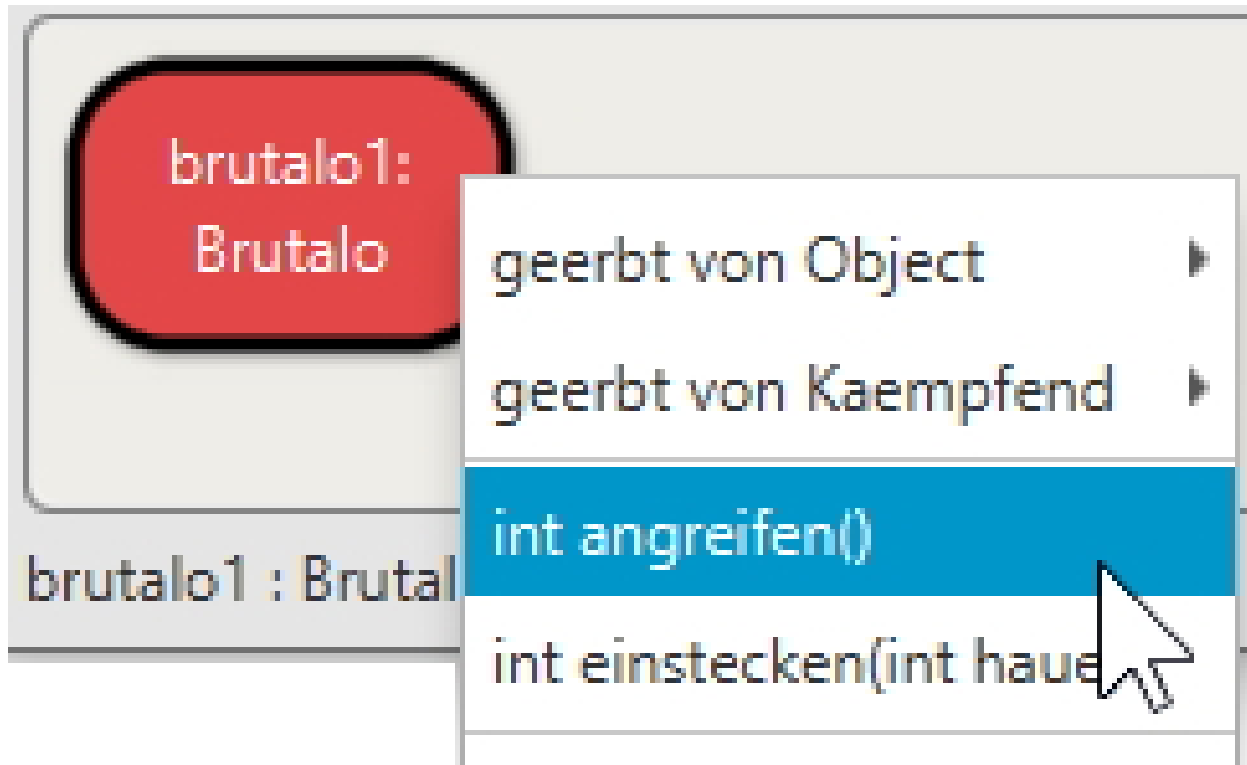 brutalo1:
Brutalo
geerbt von Object
geerbt von Kaempfend
int angreifen()
int einstecken(int haue
brutalo1 : Brutal